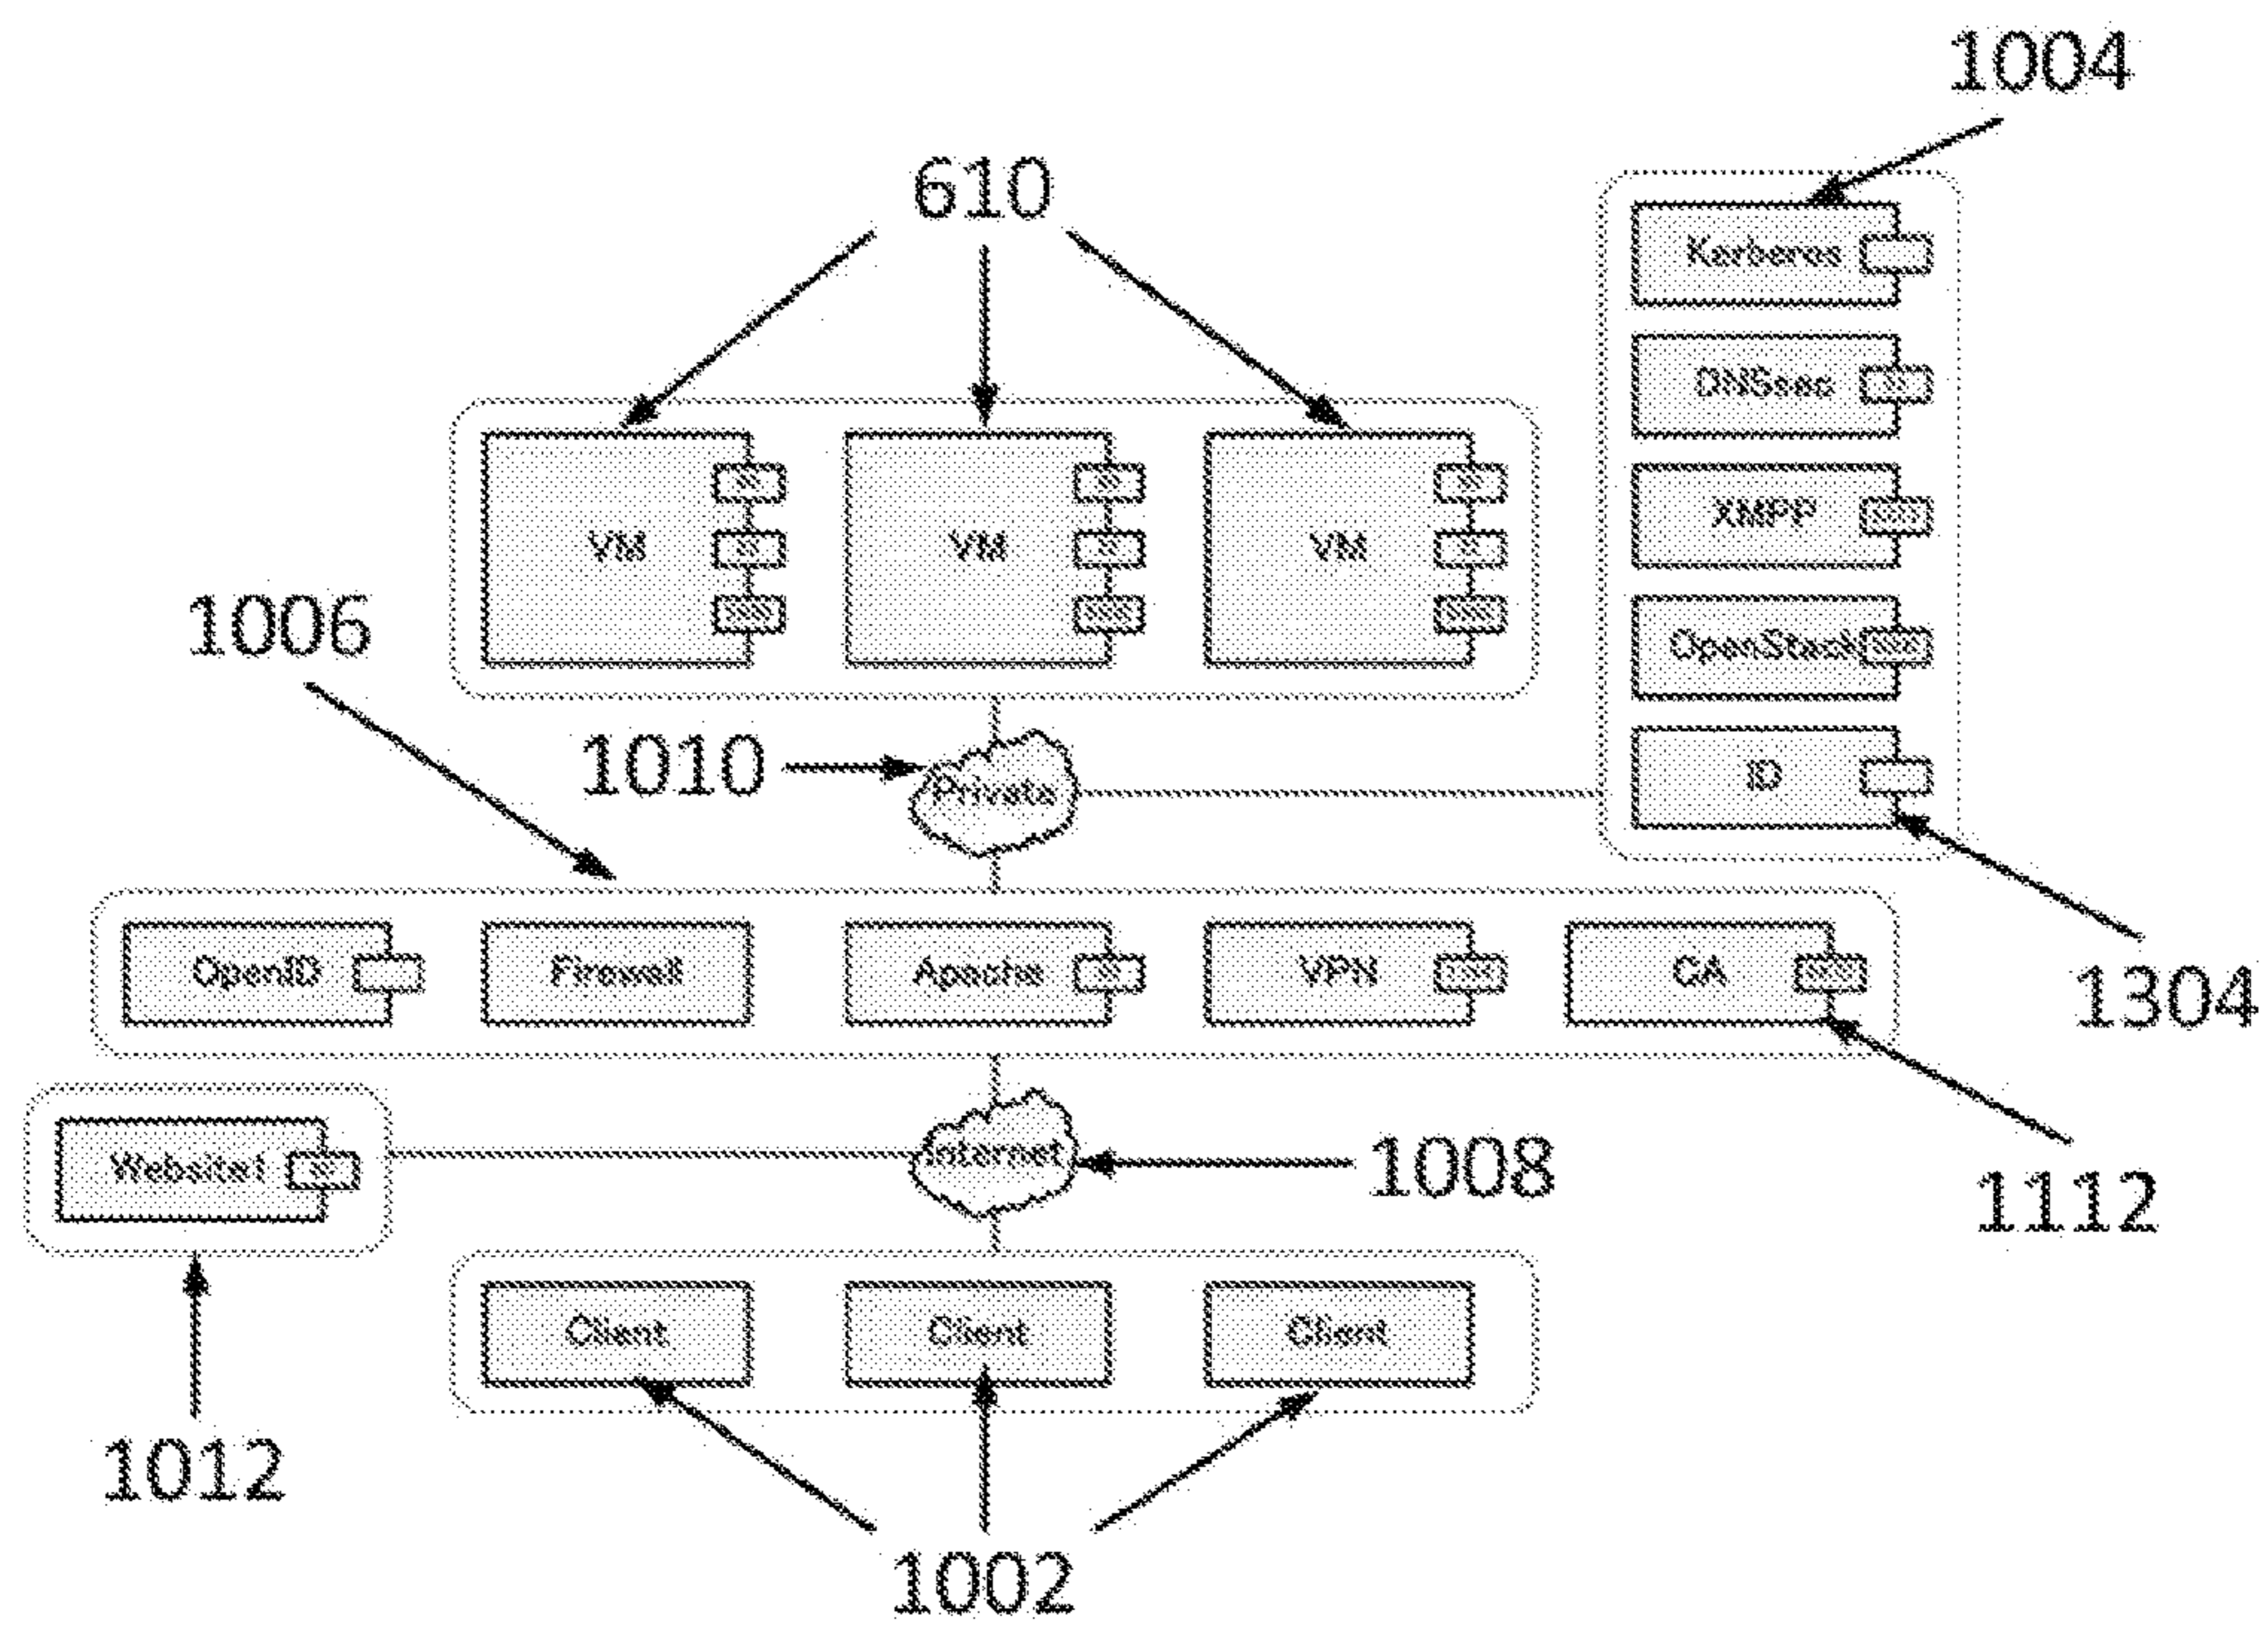 1004
610
Kerberos
DNSsec
XMPP
VM VM VM
1006
OpenStack
1010
Private
ID
OpenID Firewall Apache VPN CA
1304
Website1
Internet
1008
1112
Client Client Client
1012
1002